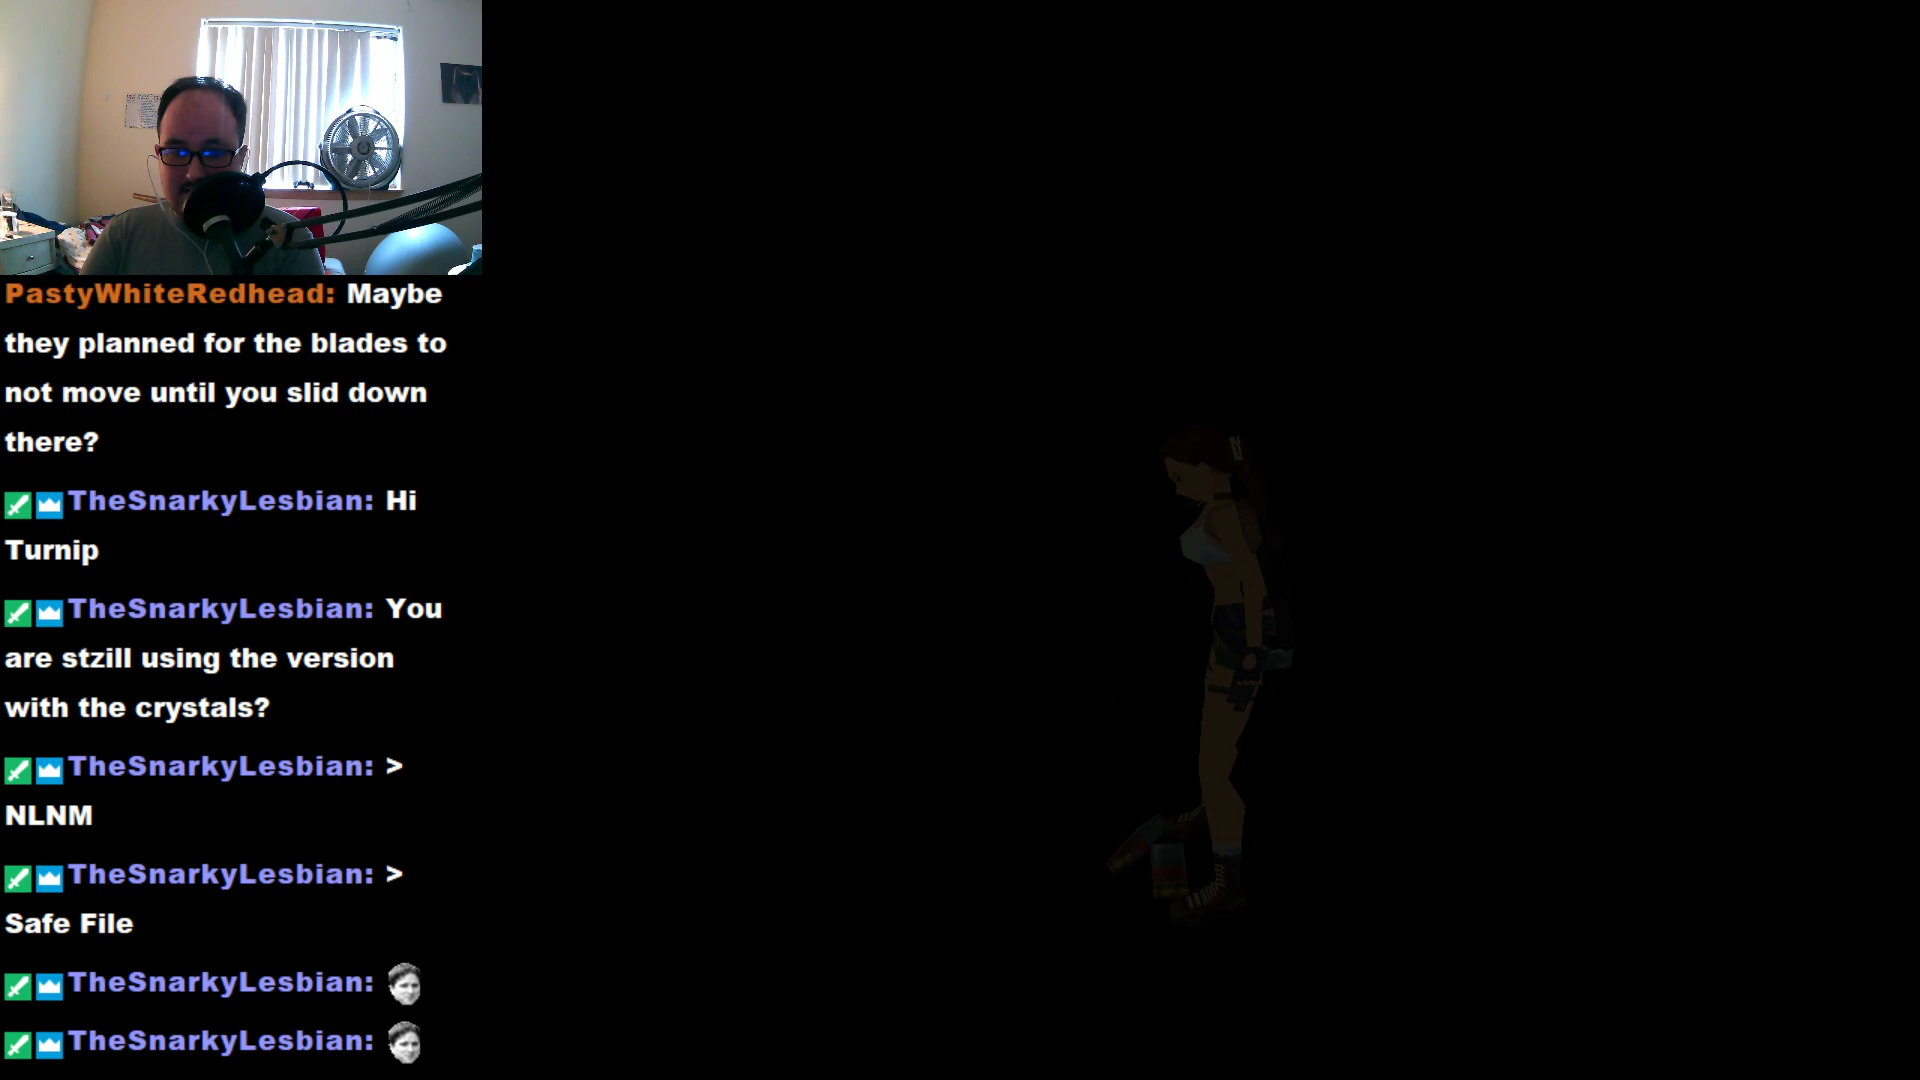 PastyWhiteRedhead: Maybe
they planned for the blades to
not move until you slid down
there?
TheSnarkyLesbian: Hi
Turnip
TheSnarkyLesbian: You
are stzill using the version
with the crystals?
TheSnarkyLesbian: >
NLNM
TheSnarkyLesbian: >
Safe File
TheSnarkyLesbian:
TheSnarkyLesbian: